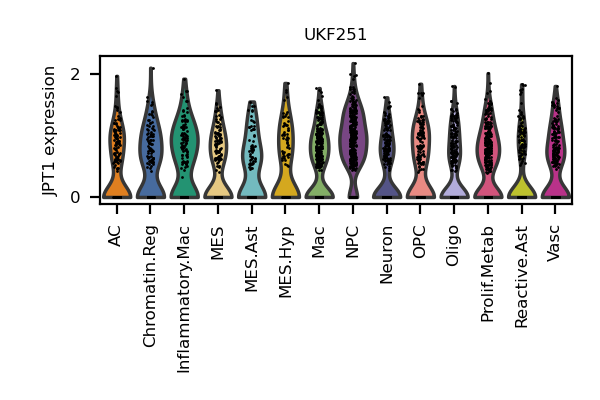 UKF251
JPT1 expression
2
0
AC
Chromatin.Reg
Inflammatory.Mac
MES
MES.Ast
MES.Hyp
Mac
NPC
Neuron
OPC
Oligo
Prolif.Metab
Reactive.Ast
Vasc